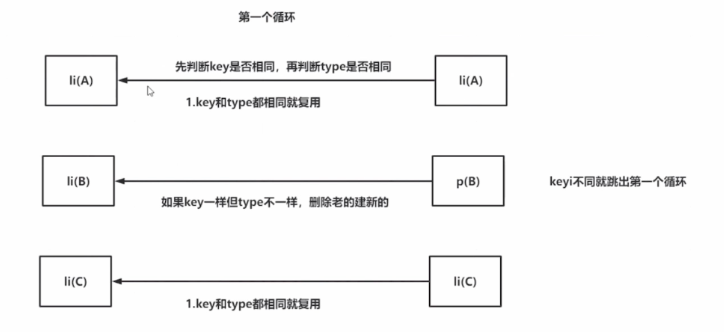 第一个循环
先判断key是否相同，再判断type是否相同
li(A)
li(A)
1.key和type都相同就复用
li(B)
p(B)
keyi不同就跳出第一个循环
如果key一样但type不一样，删除老的建新的
li(C)
li(C)
1.key和type都相同就复用